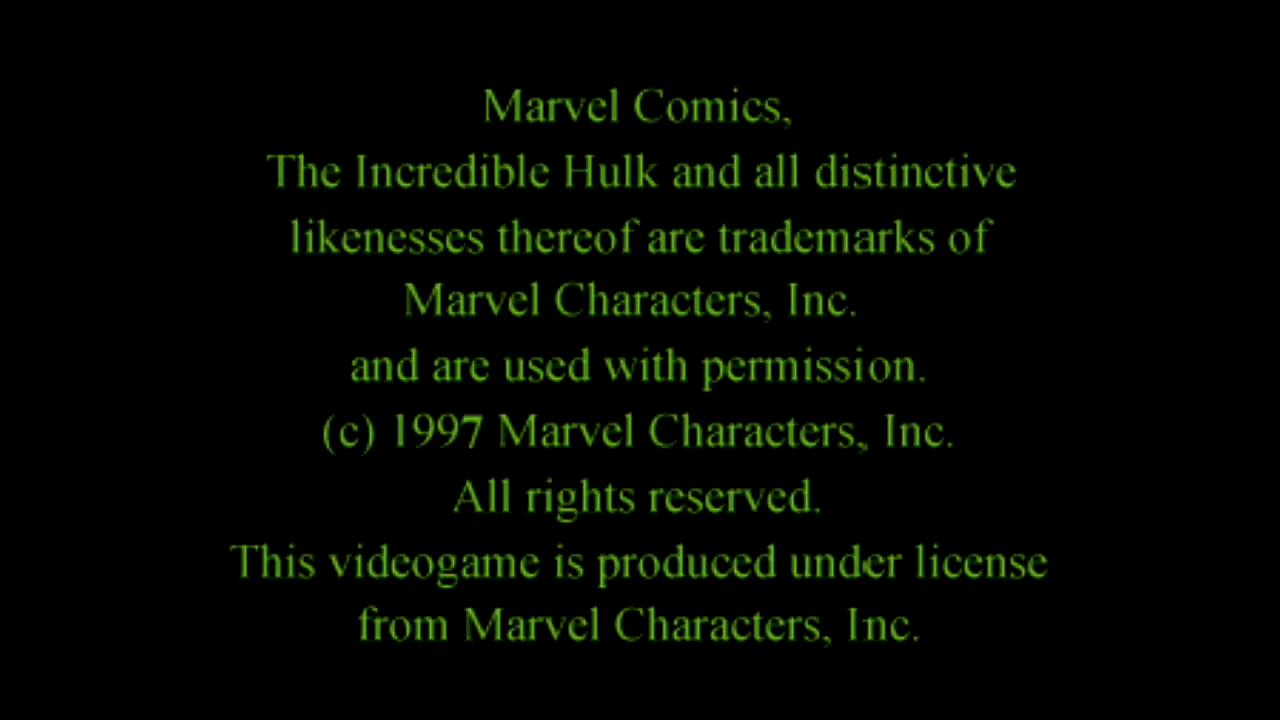 Marvel Comics,
The Incredible Hulk and all distinctive
likenesses thereof are trademarks of
Marvel Characters, Inc.
and are used with permission.
(c) 1997 Marvel Characters, Inc.
All rights reserved.
This videogame is produced under license
from Marvel Characters, Inc.